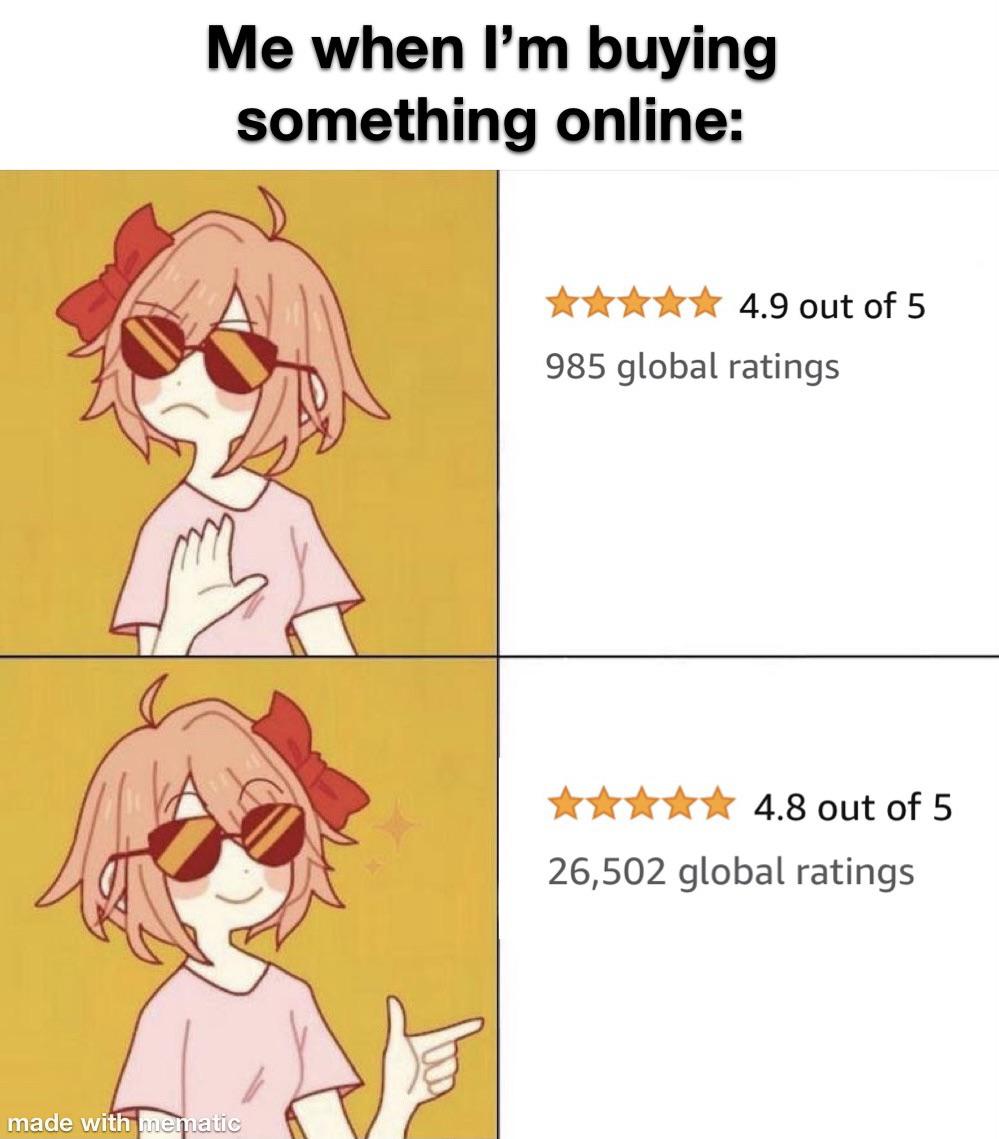 Me when I’m buying
something online:
4.9 out of 5
985 global ratings
4.8 out of 5
26,502 global ratings
made with mematic